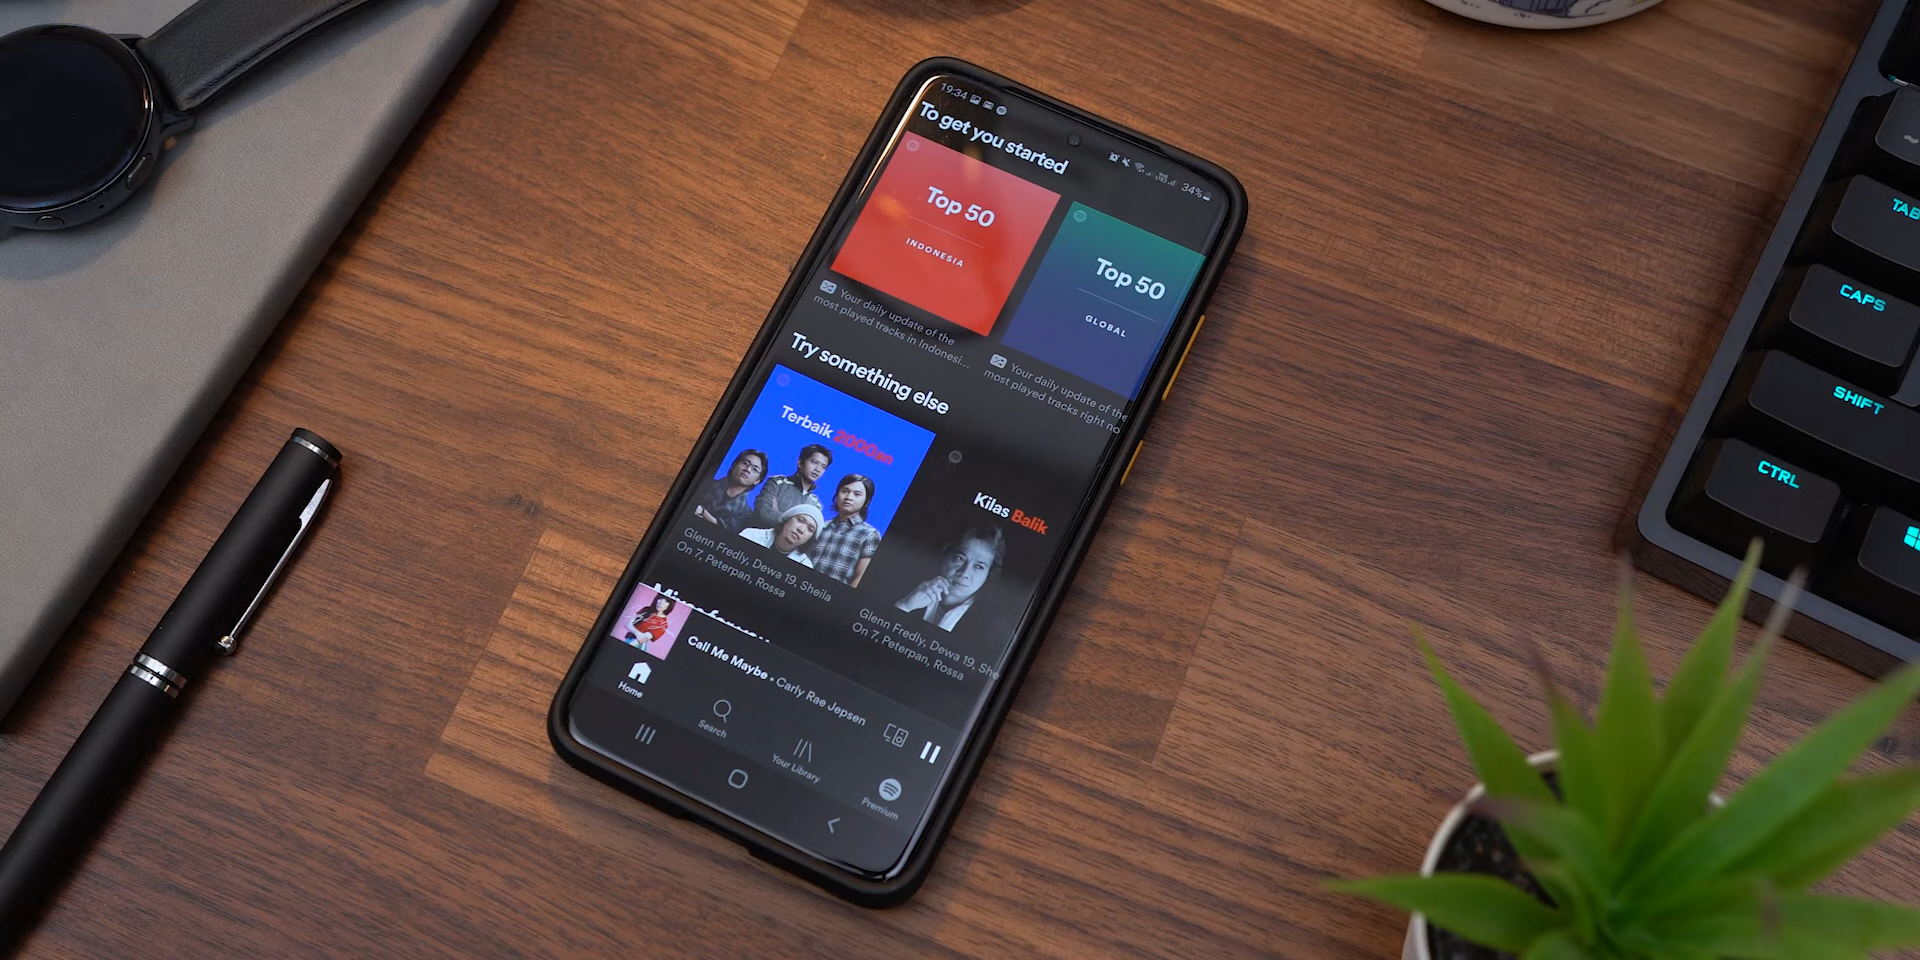 19:34
34%
To get you started
Top 50
INDONESIA
Top 50
GLOBAL
Your daily update of the
most played tracks in Indonesi...
Your daily update of the
most played tracks right no
Try something else
Terbaik 2000an
Kilas Balik
Glenn Fredly, Dewa 19, Sheila
On 7, Peterpan, Rossa
Glenn Fredly, Dewa 19, She
On 7, Peterpan, Rossa
Call Me Maybe • Carly Rae Jepsen
Home
Search
Your Library
Premium
TAB
CAPS
SHIFT
CTRL